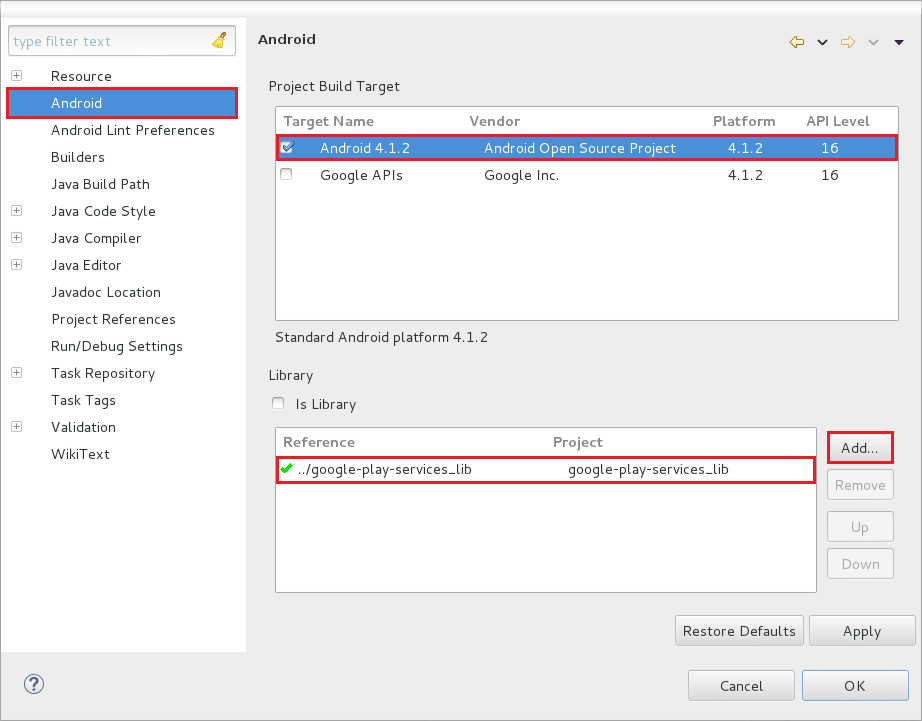 type filter text
Resource
Android
Android Lint Preferences
Builders
Java Build Path
Java Code Style
Java Compiler
Java Editor
Javadoc Location
Project References
Run/Debug Settings
Task Repository
Task Tags
Validation
WikiText
Android
Project Build Target
Target Name Vendor Platform API Level
Android 4.1.2 Android Open Source Project 4.1.2 16
Google APIs Google Inc. 4.1.2 16
Standard Android platform 4.1.2
Library
Is Library
Reference Project
../google-play-services_lib google-play-services_lib
Add...
Remove
Up
Down
Restore Defaults Apply
? Cancel OK